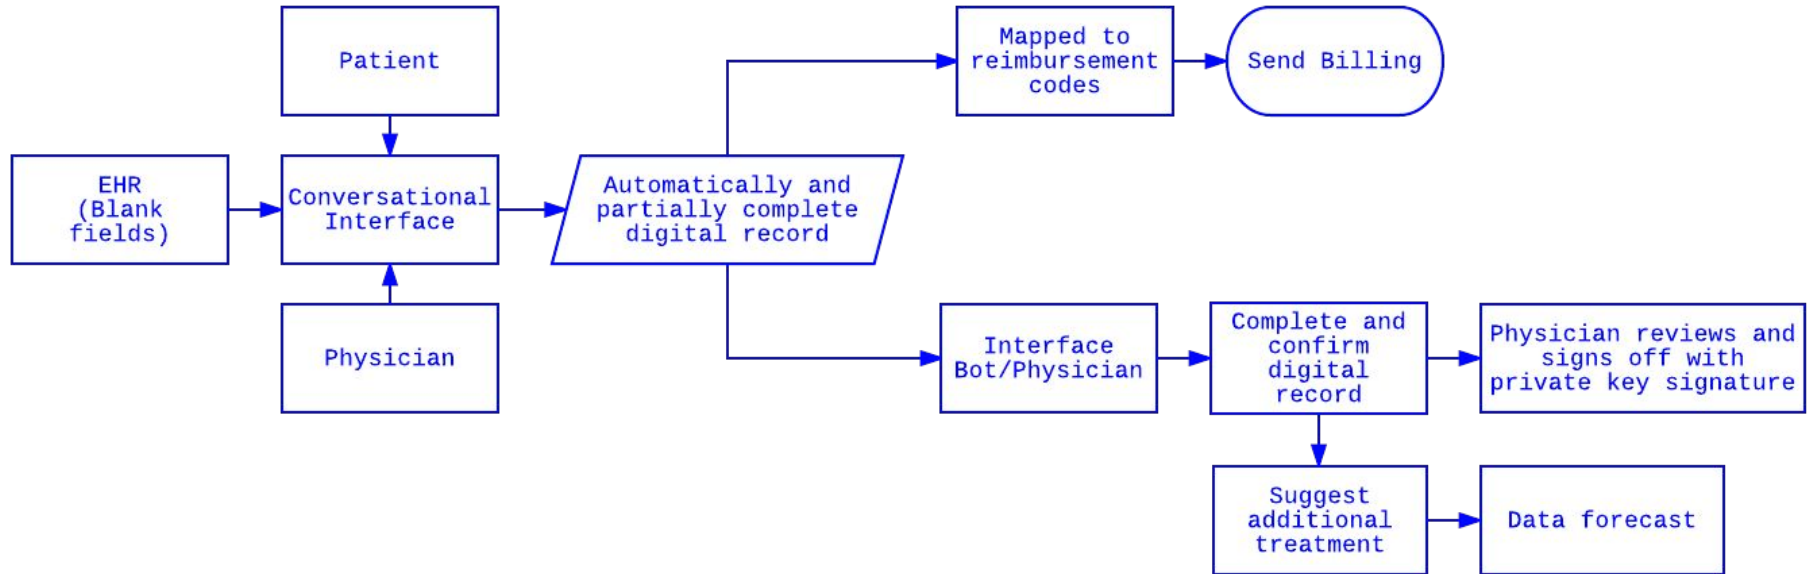 Patient
Mapped to
reimbursement
codes
Send Billing
EHR
(Blank
fields)
Conversational
Interface
Automatically and
partially complete
digital record
Physician
Interface
Bot/Physician
Complete and
confirm
digital
record
Physician reviews and
signs off with
private key signature
Suggest
additional
treatment
Data forecast